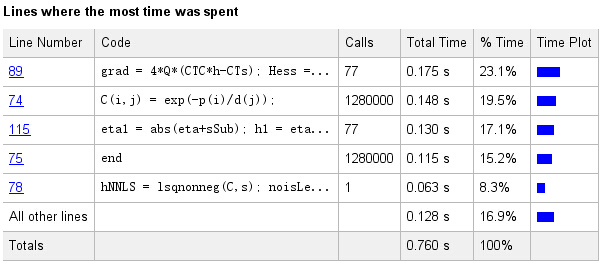 Lines where the most time was spent
Line Number Code Calls Total Time % Time Time Plot
89 grad = 4*Q*(CTC*h-CTs); Hess =... 77 0.175 s 23.1%
74 C(i,j) = exp(-p(i)/d(j)); 1280000 0.148 s 19.5%
115 eta1 = abs(eta+sSub); h1 = eta... 77 0.130 s 17.1%
75 end 1280000 0.115 s 15.2%
78 hNNLS = lsqnonneg(C,s); noisLe... 1 0.063 s 8.3%
All other lines 0.128 s 16.9%
Totals 0.760 s 100%